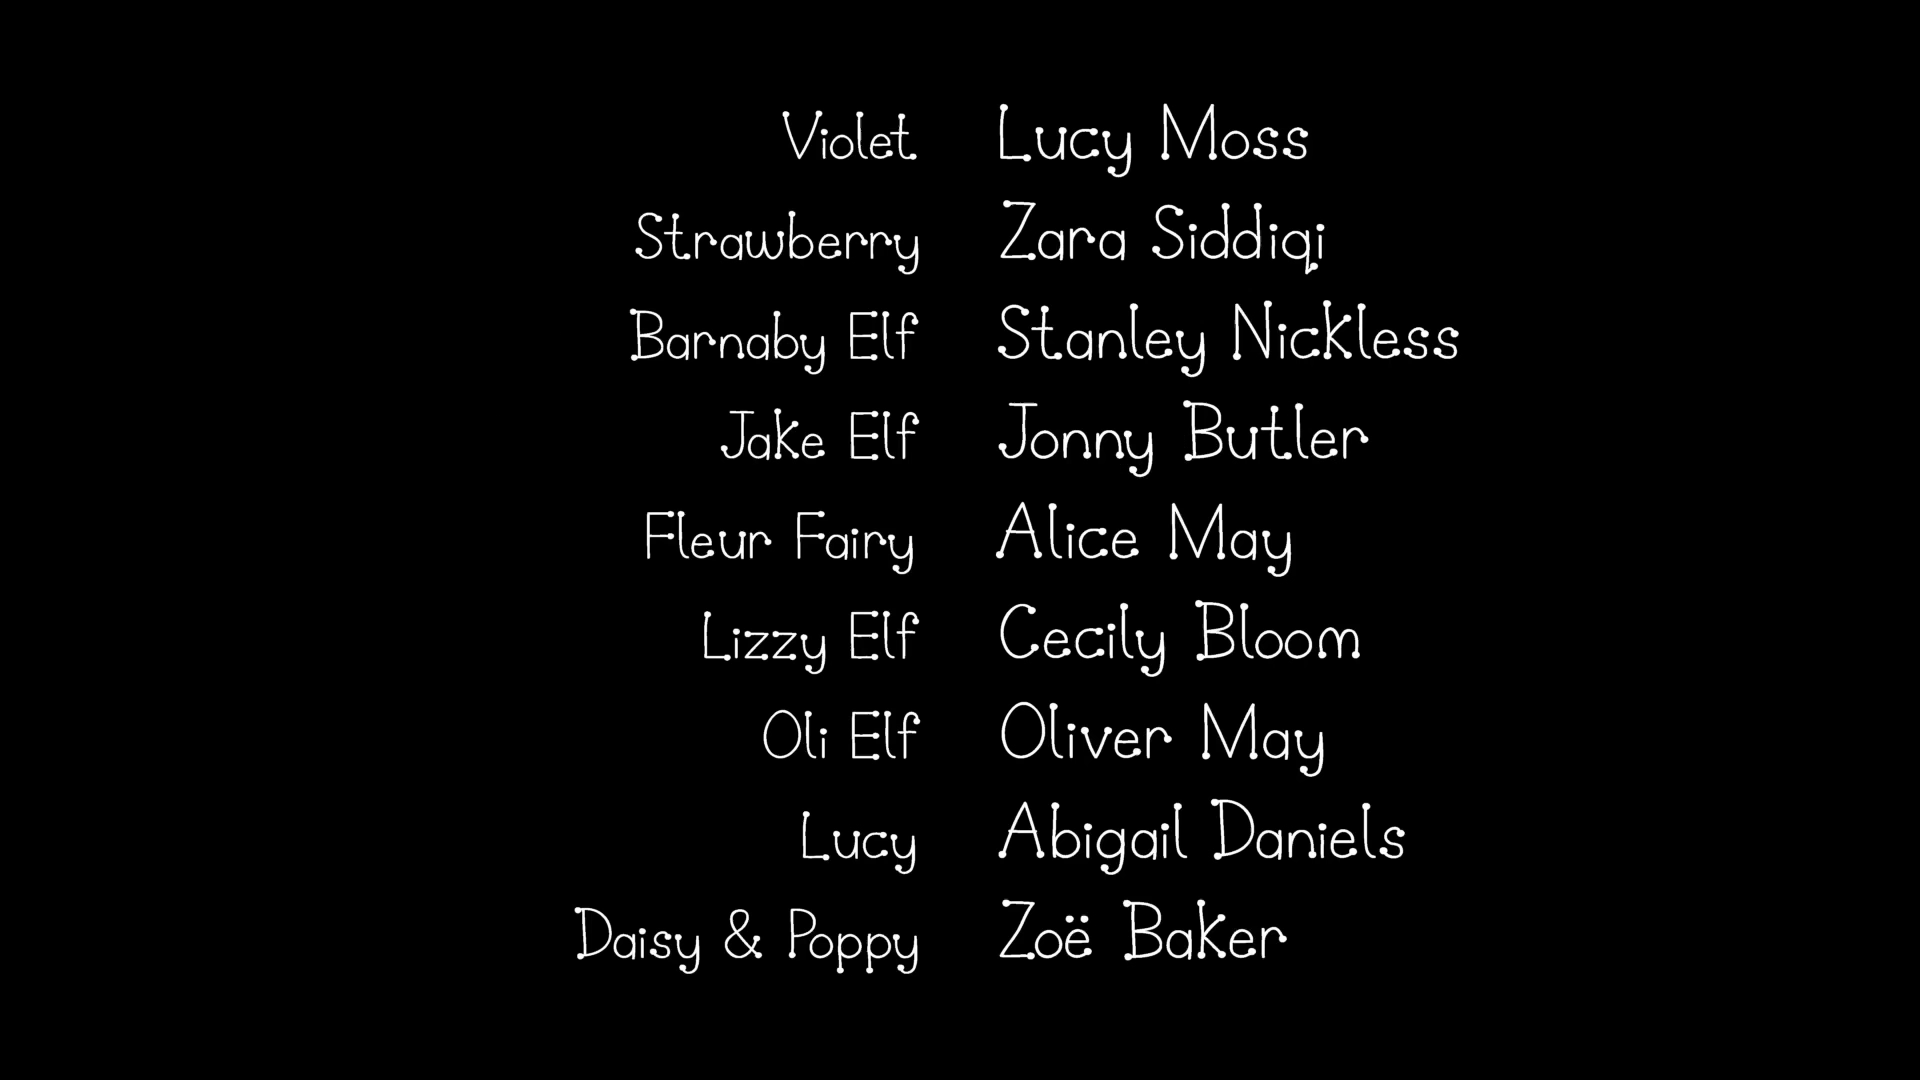 Violet Lucy Moss
Strawberry Zara Siddiqi
Barnaby Elf Stanley Nickless
Jake Elf Jonny Butler
Fleur Fairy Alice May
Lizzy Elf Cecily Bloom
Oli Elf Oliver May
Lucy Abigail Daniels
Daisy & Poppy Zoë Baker